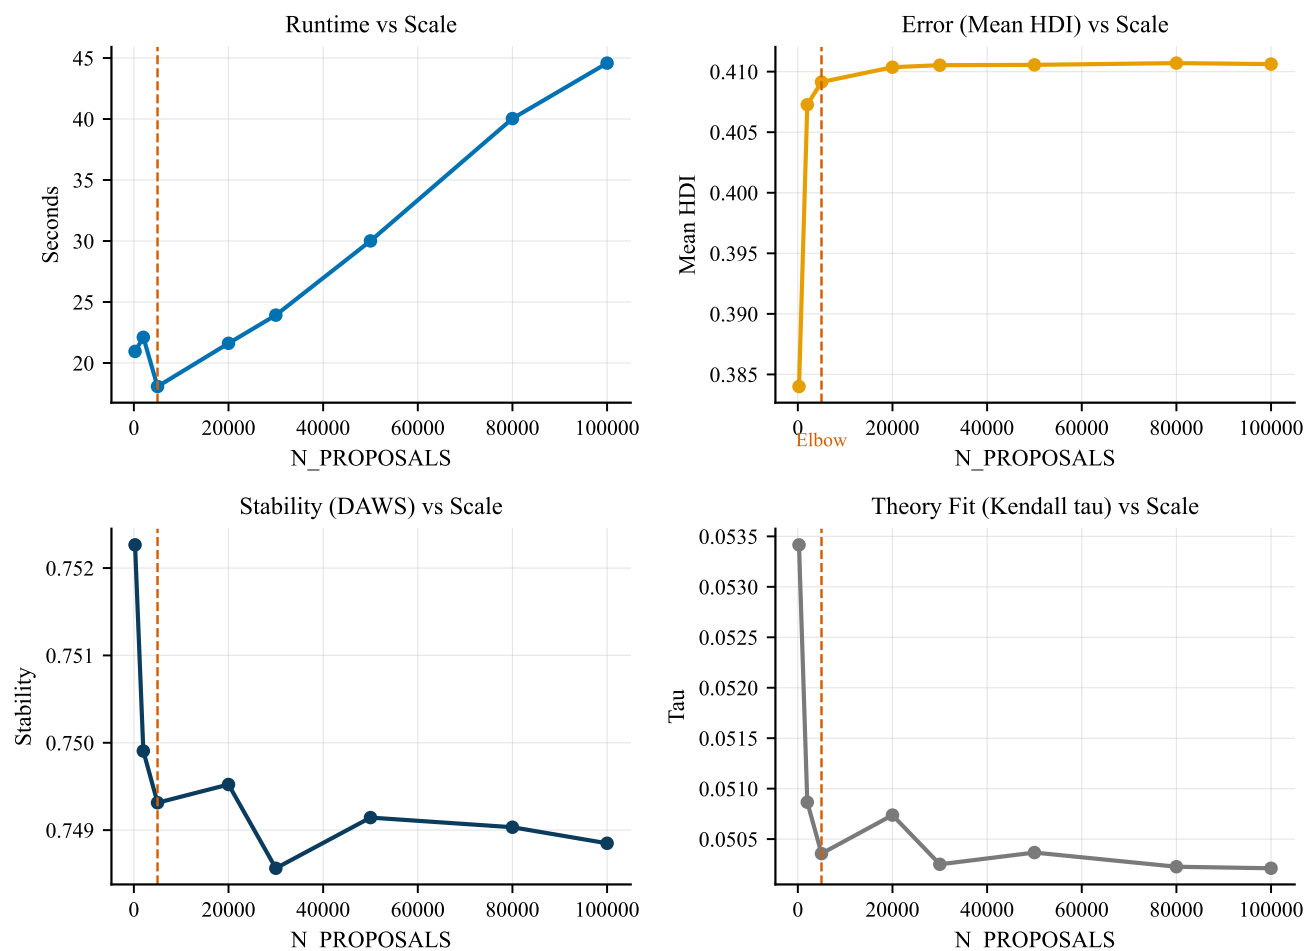 Runtime vs Scale
45
40
35
30
25
20
Seconds
0 20000 40000 60000 80000 100000
N_PROPOSALS
Error (Mean HDI) vs Scale
0.410
0.405
0.400
0.395
0.390
0.385
Mean HDI
0 20000 40000 60000 80000 100000
Elbow
N_PROPOSALS
Stability (DAWS) vs Scale
0.752
0.751
0.750
0.749
Stability
0 20000 40000 60000 80000 100000
N_PROPOSALS
Theory Fit (Kendall tau) vs Scale
0.0535
0.0530
0.0525
0.0520
0.0515
0.0510
0.0505
Tau
0 20000 40000 60000 80000 100000
N_PROPOSALS